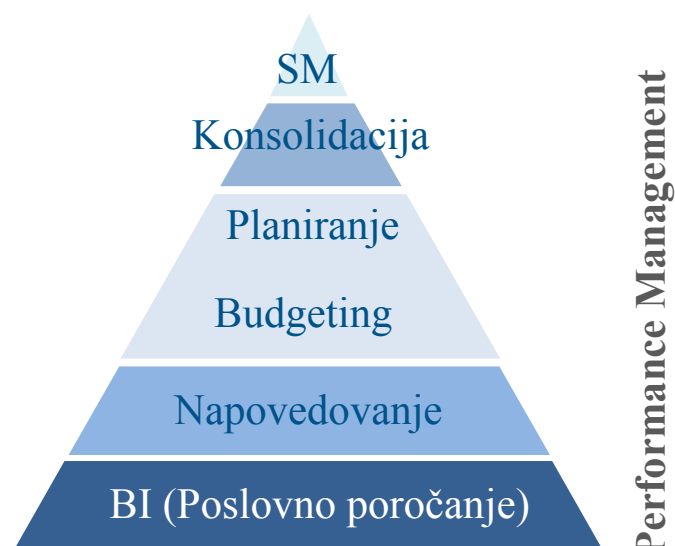 SM
Konsolidacija
Planiranje
Budgeting
Napovedovanje
BI (Poslovno poročanje)
Performance Management